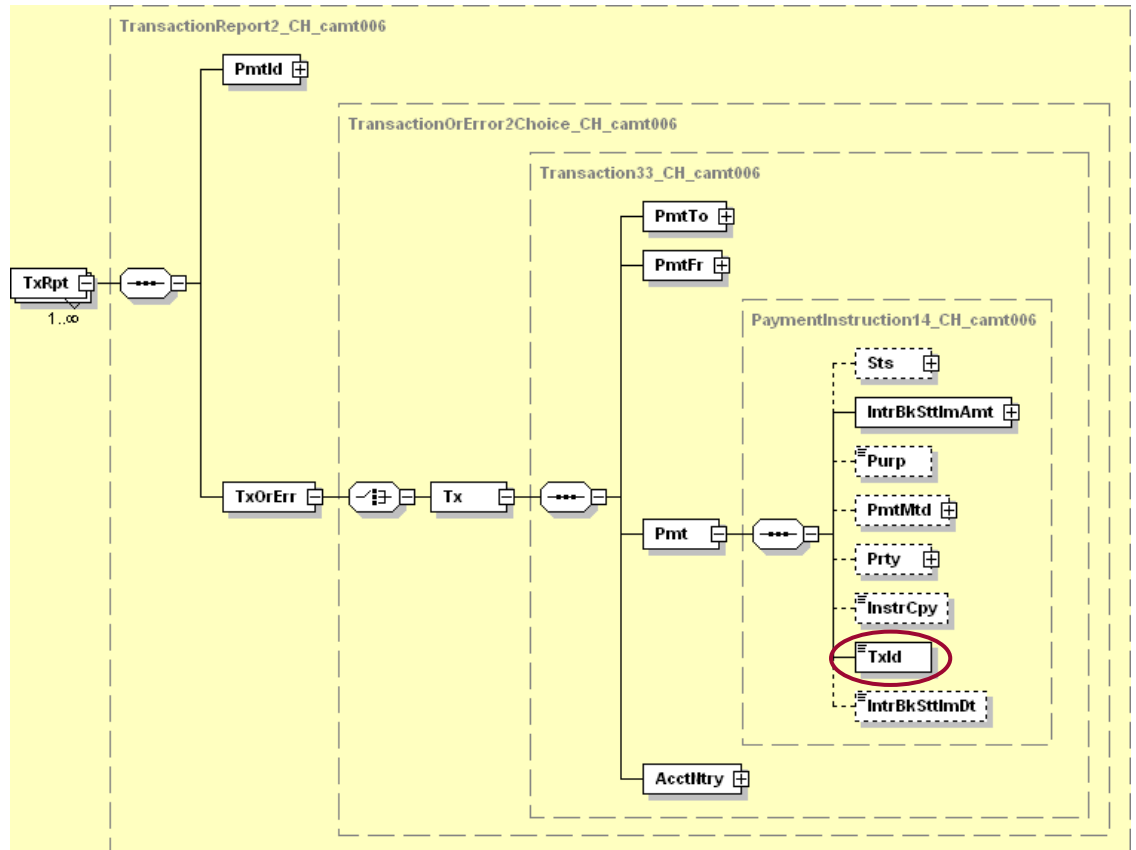 TransactionReport2_CH_camt006
PmtId
TransactionOrError2Choice_CH_camt006
Transaction33_CH_camt006
PmtTo
PmtFr
TxRpt
1..∞
PaymentInstruction14_CH_camt006
Sts
IntrBkSttlmAmt
Purp
TxOrErr
Tx
PmtMtd
Pmt
Prty
InstrCpy
TxId
IntrBkSttlmDt
AcctNtry